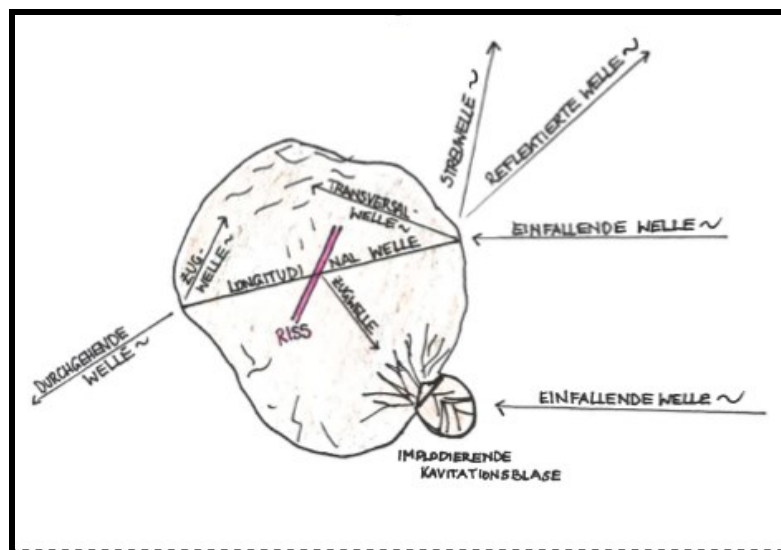 STREUWELLE ~
REFLEKTIERTE WELLE ~
TRANSVERSAL-
WELLE ~
EINFALLENDE WELLE ~
ZUG-
WELLE ~
LONGITUDI NAL WELLE
ZUGWELLE
RISS
DURCHGEHENDE
WELLE ~
EINFALLENDE WELLE ~
IMPLODIERENDE
KAVITATIONSBLASE